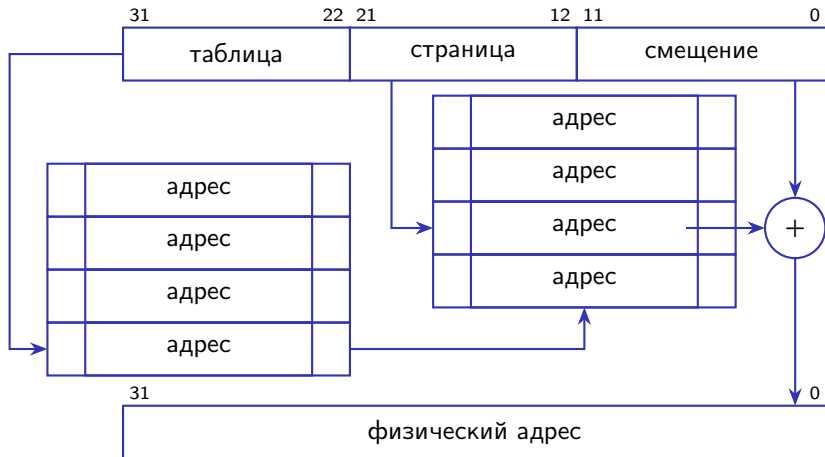 31 22 21 12 11 0
таблица страница смещение
адрес
адрес
адрес
адрес
адрес
адрес
адрес
адрес
+
31 0
физический адрес